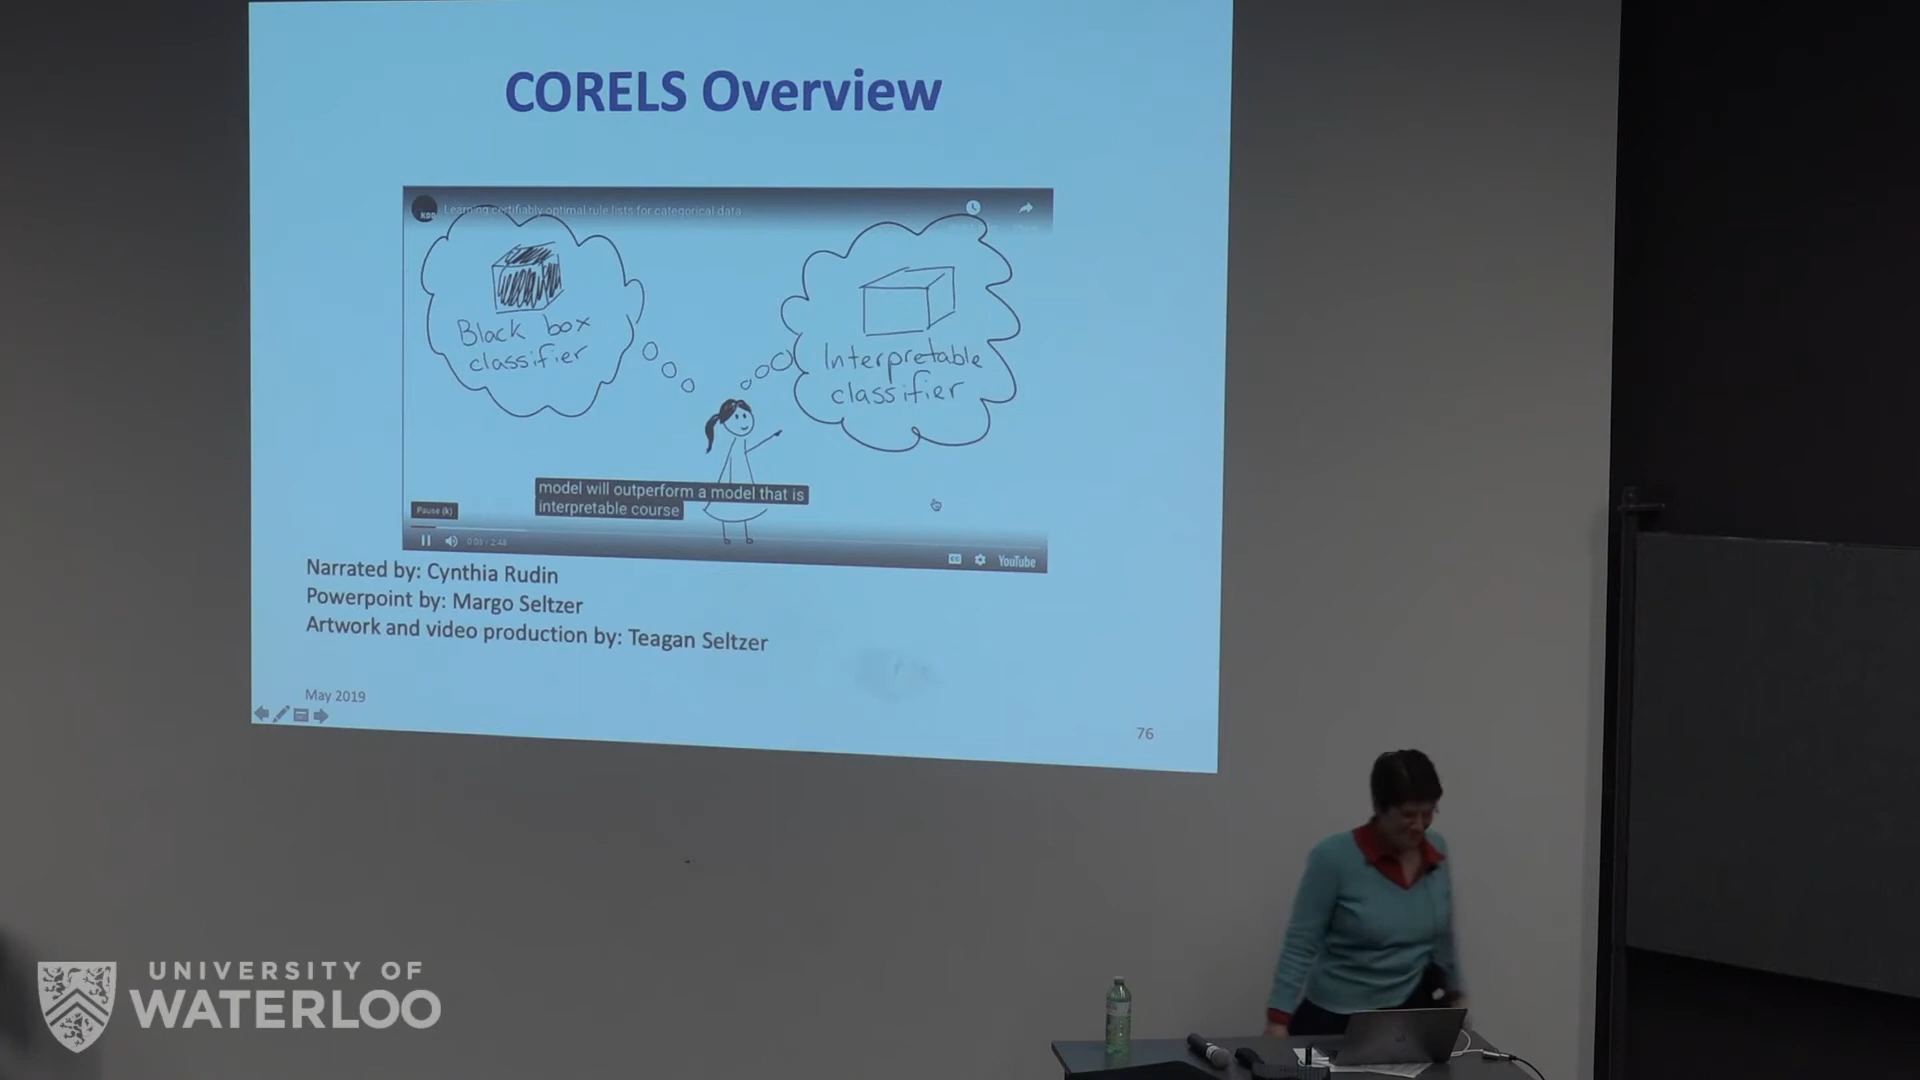 CORELS Overview
KDD
Learning certifiably optimal rule lists for categorical data
Black box
classifier
Interpretable
classifier
model will outperform a model that is
interpretable course
Pause (k)
CC
YouTube
Narrated by: Cynthia Rudin
Powerpoint by: Margo Seltzer
Artwork and video production by: Teagan Seltzer
May 2019
76
UNIVERSITY OF
WATERLOO